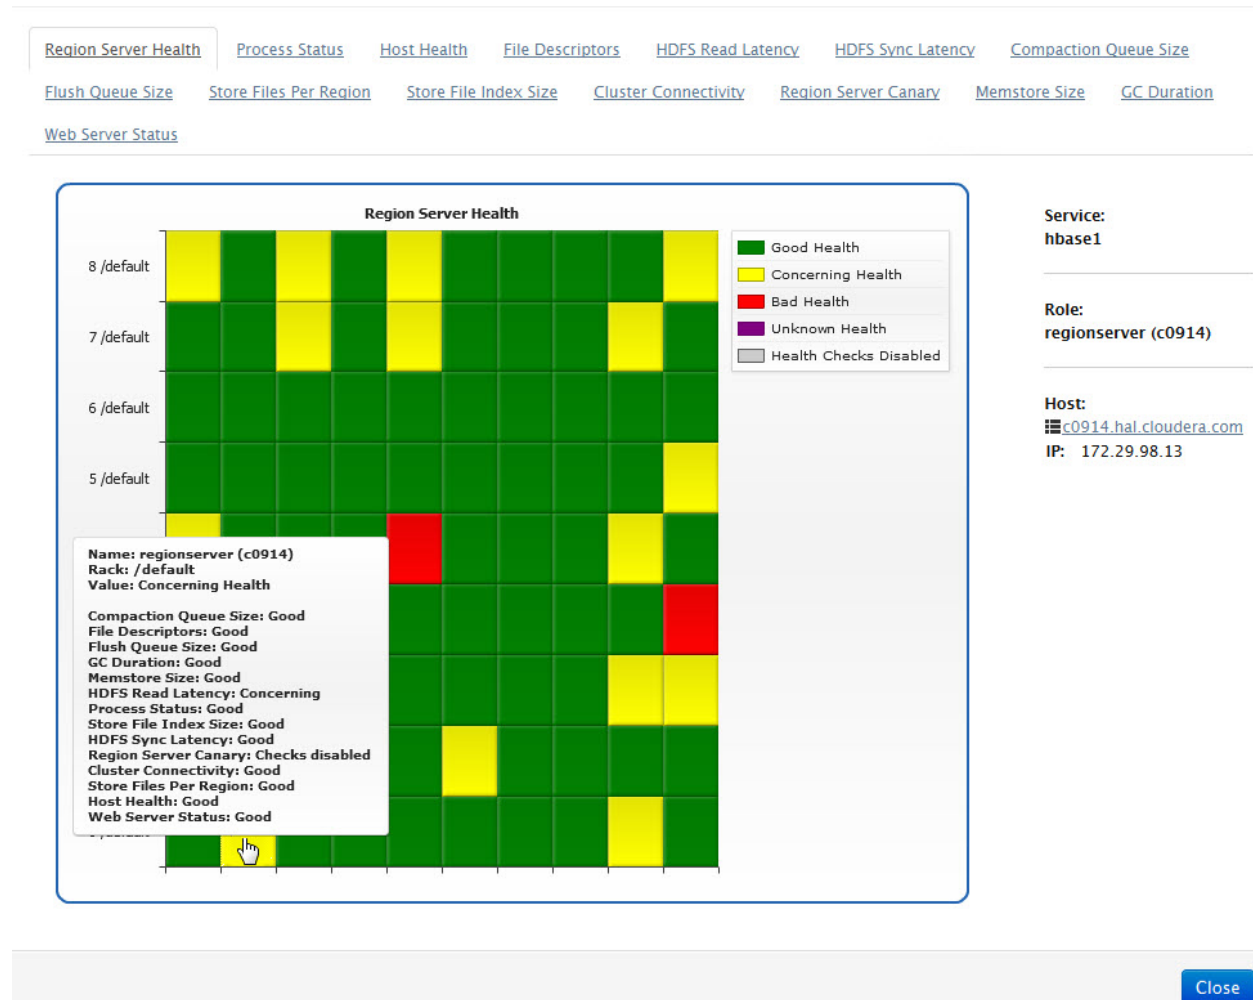 Region Server Health Process Status Host Health File Descriptors HDFS Read Latency HDFS Sync Latency Compaction Queue Size
Flush Queue Size Store Files Per Region Store File Index Size Cluster Connectivity Region Server Canary Memstore Size GC Duration
Web Server Status
Region Server Health
8 /default
7 /default
6 /default
5 /default
Name: regionserver (c0914)
Rack: /default
Value: Concerning Health
Compaction Queue Size: Good
File Descriptors: Good
Flush Queue Size: Good
GC Duration: Good
Memstore Size: Good
HDFS Read Latency: Concerning
Process Status: Good
Store File Index Size: Good
HDFS Sync Latency: Good
Region Server Canary: Checks disabled
Cluster Connectivity: Good
Store Files Per Region: Good
Host Health: Good
Web Server Status: Good
Good Health
Concerning Health
Bad Health
Unknown Health
Health Checks Disabled
Service:
hbase1
Role:
regionserver (c0914)
Host:
c0914.hal.cloudera.com
IP: 172.29.98.13
Close